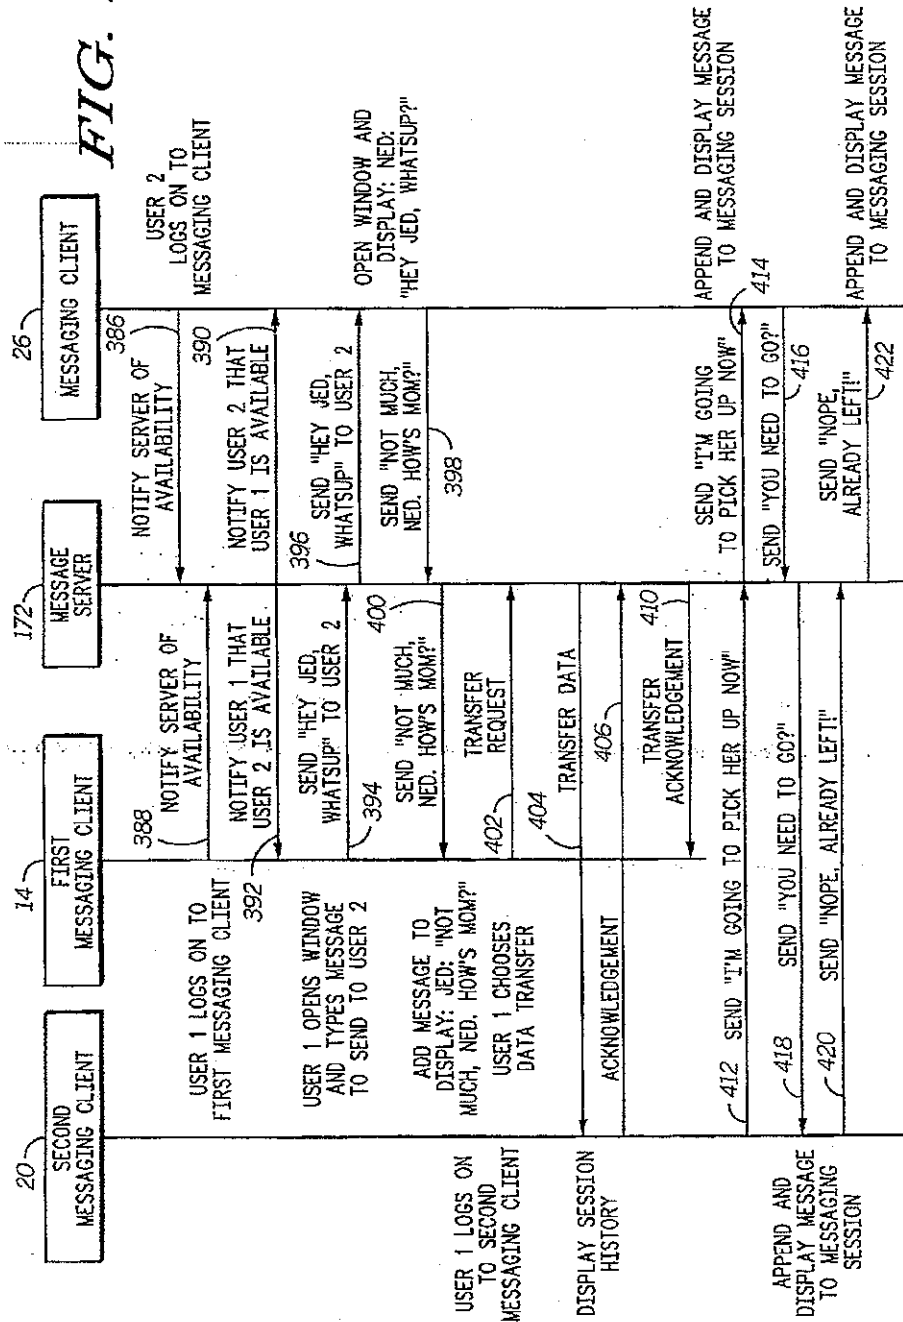 FIG.
20
SECOND
MESSAGING CLIENT
14
FIRST
MESSAGING CLIENT
172
MESSAGE
SERVER
26
MESSAGING CLIENT
USER 2
LOGS ON TO
MESSAGING CLIENT
386
NOTIFY SERVER OF
AVAILABILITY
USER 1 LOGS ON TO
FIRST MESSAGING CLIENT
388
NOTIFY SERVER OF
AVAILABILITY
390
NOTIFY USER 2 THAT
USER 1 IS AVAILABLE
392
NOTIFY USER 1 THAT
USER 2 IS AVAILABLE
USER 1 OPENS WINDOW
AND TYPES MESSAGE
TO SEND TO USER 2
394
SEND "HEY JED,
WHATSUP" TO USER 2
396
SEND "HEY JED,
WHATSUP" TO USER 2
OPEN WINDOW AND
DISPLAY: NED:
"HEY JED, WHATSUP?"
398
SEND "NOT MUCH,
NED. HOW'S MOM?"
400
SEND "NOT MUCH,
NED. HOW'S MOM?"
ADD MESSAGE TO
DISPLAY: JED: "NOT
MUCH, NED. HOW'S MOM?"
USER 1 CHOOSES
DATA TRANSFER
402
TRANSFER
REQUEST
USER 1 LOGS ON
TO SECOND
MESSAGING CLIENT
404
TRANSFER DATA
DISPLAY SESSION
HISTORY
ACKNOWLEDGEMENT
406
410
TRANSFER
ACKNOWLEDGEMENT
412
SEND "I'M GOING TO PICK HER UP NOW"
SEND "I'M GOING
TO PICK HER UP NOW"
414
APPEND AND DISPLAY MESSAGE
TO MESSAGING SESSION
SEND "YOU NEED TO GO?"
416
418
SEND "YOU NEED TO GO?"
APPEND AND
DISPLAY MESSAGE
TO MESSAGING
SESSION
420
SEND "NOPE, ALREADY LEFT!"
SEND "NOPE,
ALREADY LEFT!"
422
APPEND AND DISPLAY MESSAGE
TO MESSAGING SESSION